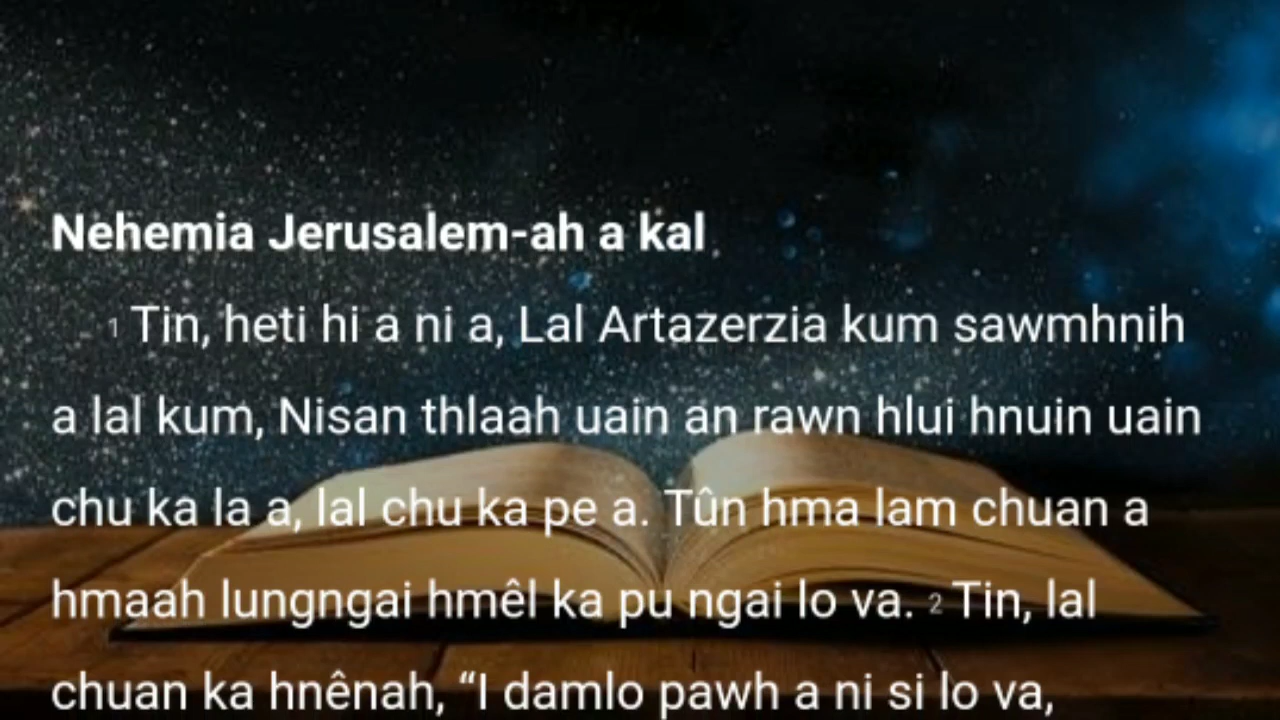 Nehemia Jerusalem-ah a kal
1 Tin, heti hi a ni a, Lal Artazerzia kum sawmhnih
a lal kum, Nisan thlaah uain an rawn hlui hnuin uain
chu ka la a, lal chu ka pe a. Tûn hma lam chuan a
hmaah lungngai hmêl ka pu ngai lo va. 2 Tin, lal
chuan ka hnênah, “I damlo pawh a ni si lo va,